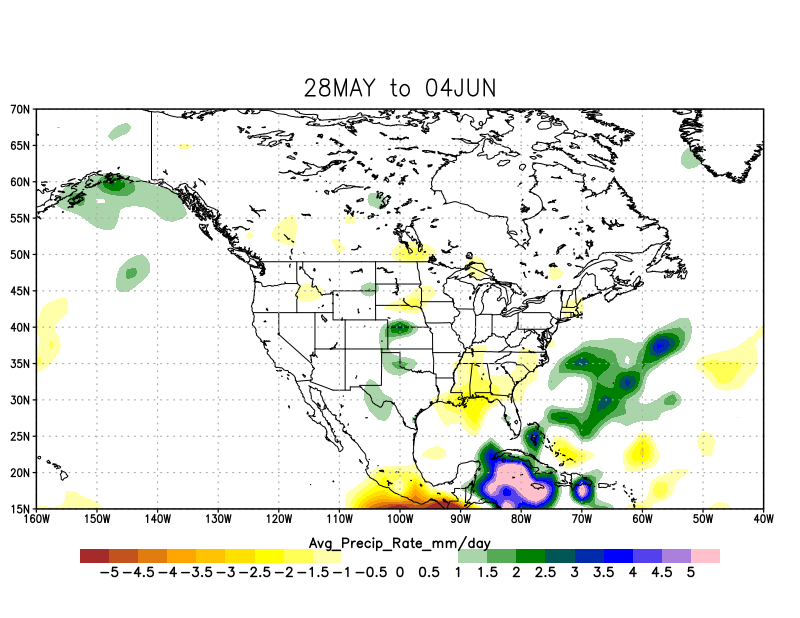 28MAY to 04JUN
70N
65N
60N
55N
50N
45N
40N
35N
30N
25N
20N
15N
160W 150W 140W 130W 120W 110W 100W 90W 80W 70W 60W 50W 40W
Avg_Precip_Rate_mm/day
−5 −4.5 −4 −3.5 −3 −2.5 −2 −1.5 −1 −0.5 0 0.5 1 1.5 2 2.5 3 3.5 4 4.5 5